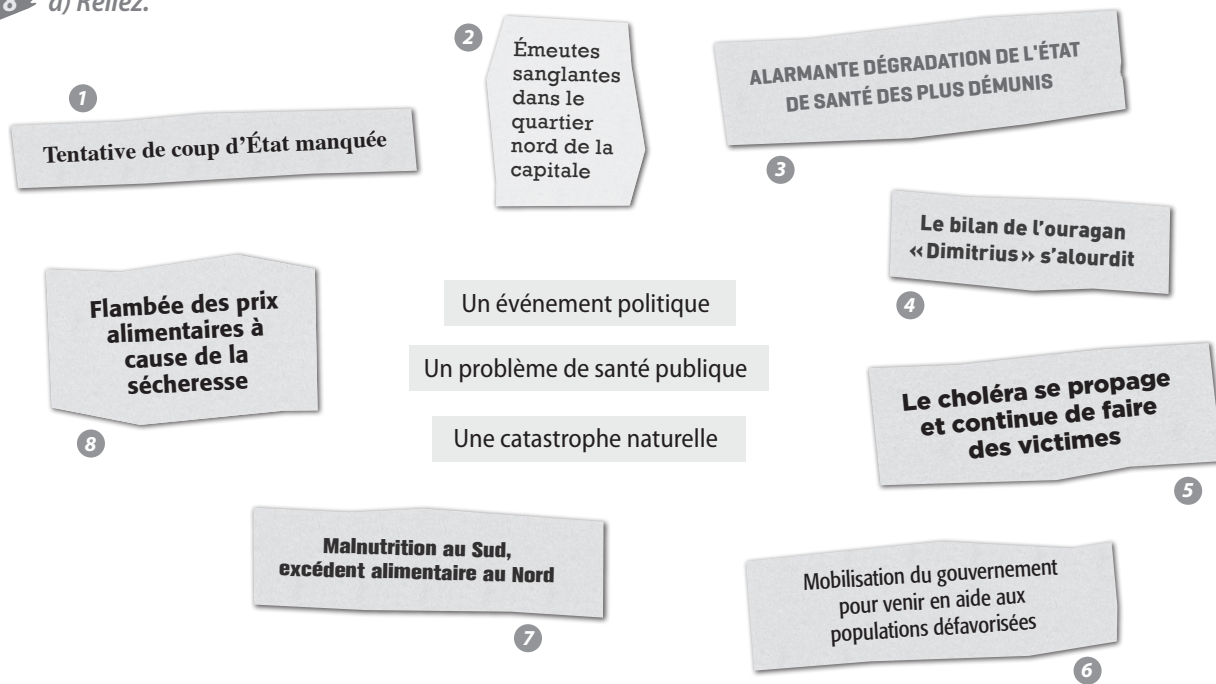 8 a) Reliez.
1
Tentative de coup d'État manquée
2
Émeutes
sanglantes
dans le
quartier
nord de la
capitale
ALARMANTE DÉGRADATION DE L'ÉTAT
DE SANTÉ DES PLUS DÉMUNIS
3
Le bilan de l'ouragan
«Dimitrius» s'alourdit
4
Flambée des prix
alimentaires à
cause de la
sécheresse
8
Un événement politique
Un problème de santé publique
Une catastrophe naturelle
Le choléra se propage
et continue de faire
des victimes
5
Malnutrition au Sud,
excédent alimentaire au Nord
7
Mobilisation du gouvernement
pour venir en aide aux
populations défavorisées
6